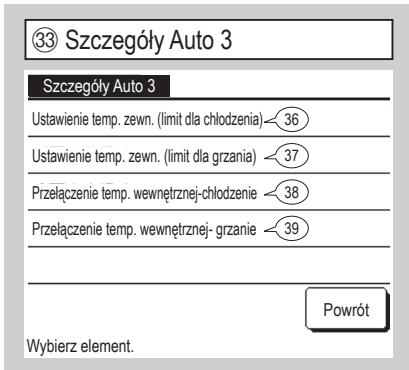 33 Szczegóły Auto 3
Szczegóły Auto 3
Ustawienie temp. zewn. (limit dla chłodzenia) 36
Ustawienie temp. zewn. (limit dla grzania) 37
Przełączenie temp. wewnętrznej-chłodzenie 38
Przełączenie temp. wewnętrznej- grzanie 39
Powrót
Wybierz element.